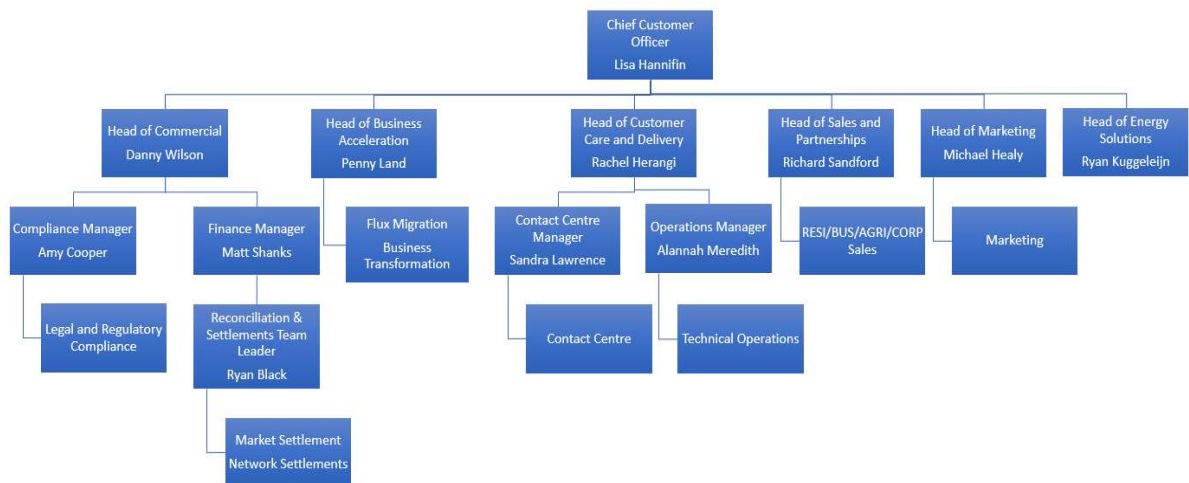 Chief Customer
Officer
Lisa Hannifin
Head of Commercial
Danny Wilson
Head of Business
Acceleration
Penny Land
Head of Customer
Care and Delivery
Rachel Herangi
Head of Sales and
Partnerships
Richard Sandford
Head of Marketing
Michael Healy
Head of Energy
Solutions
Ryan Kuggeleijn
Compliance Manager
Amy Cooper
Finance Manager
Matt Shanks
Flux Migration
Business
Transformation
Contact Centre
Manager
Sandra Lawrence
Operations Manager
Alannah Meredith
RESI/BUS/AGRI/CORP
Sales
Marketing
Legal and Regulatory
Compliance
Reconciliation &
Settlements Team
Leader
Ryan Black
Contact Centre
Technical Operations
Market Settlement
Network Settlements